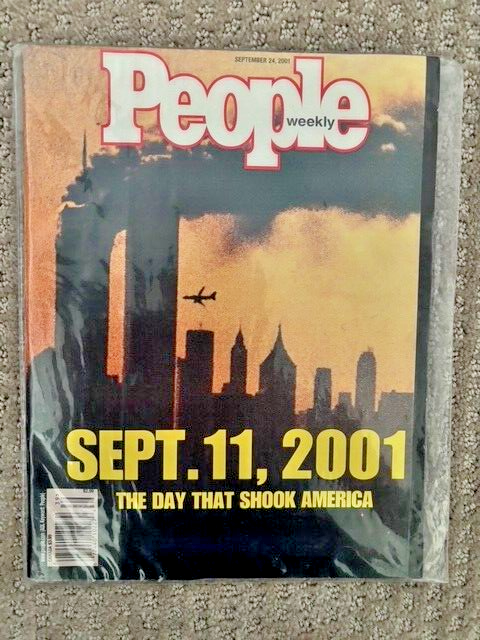 SEPTEMBER 24, 2001
People
weekly
SEPT. 11, 2001
THE DAY THAT SHOOK AMERICA